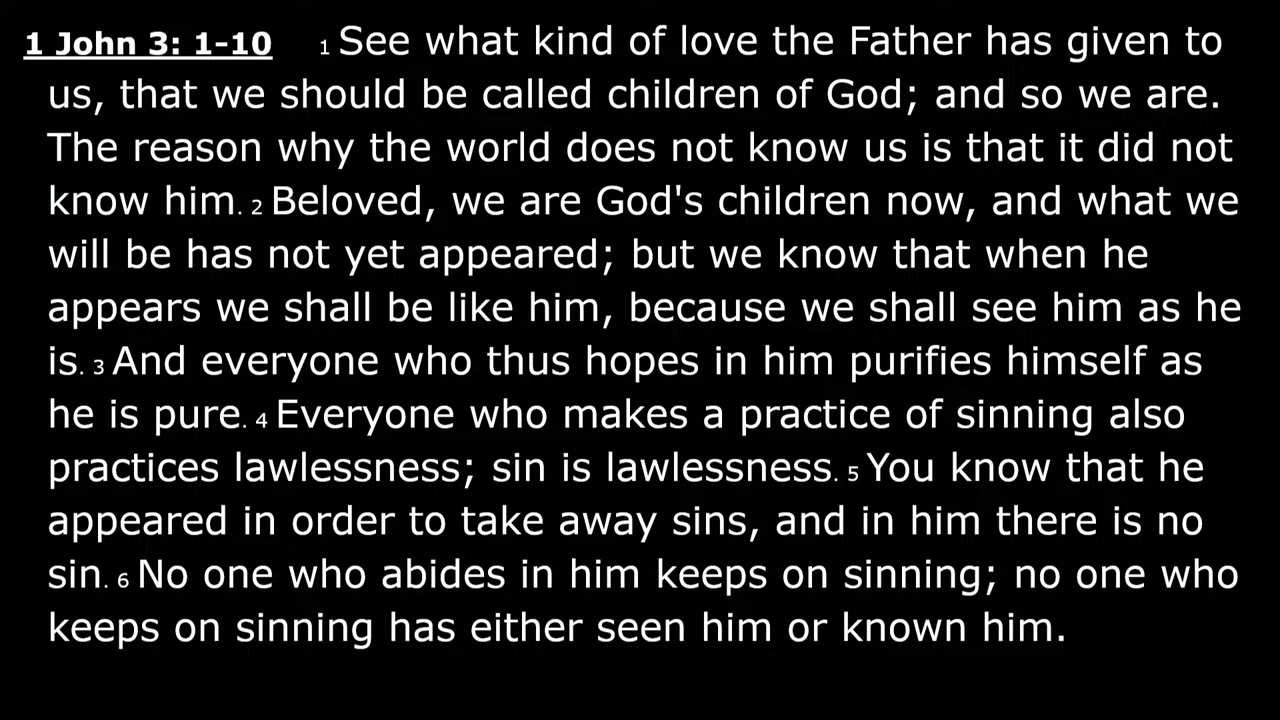 1 John 3: 1-10 1 See what kind of love the Father has given to
us, that we should be called children of God; and so we are.
The reason why the world does not know us is that it did not
know him. 2 Beloved, we are God's children now, and what we
will be has not yet appeared; but we know that when he
appears we shall be like him, because we shall see him as he
is. 3 And everyone who thus hopes in him purifies himself as
he is pure. 4 Everyone who makes a practice of sinning also
practices lawlessness; sin is lawlessness. 5 You know that he
appeared in order to take away sins, and in him there is no
sin. 6 No one who abides in him keeps on sinning; no one who
keeps on sinning has either seen him or known him.